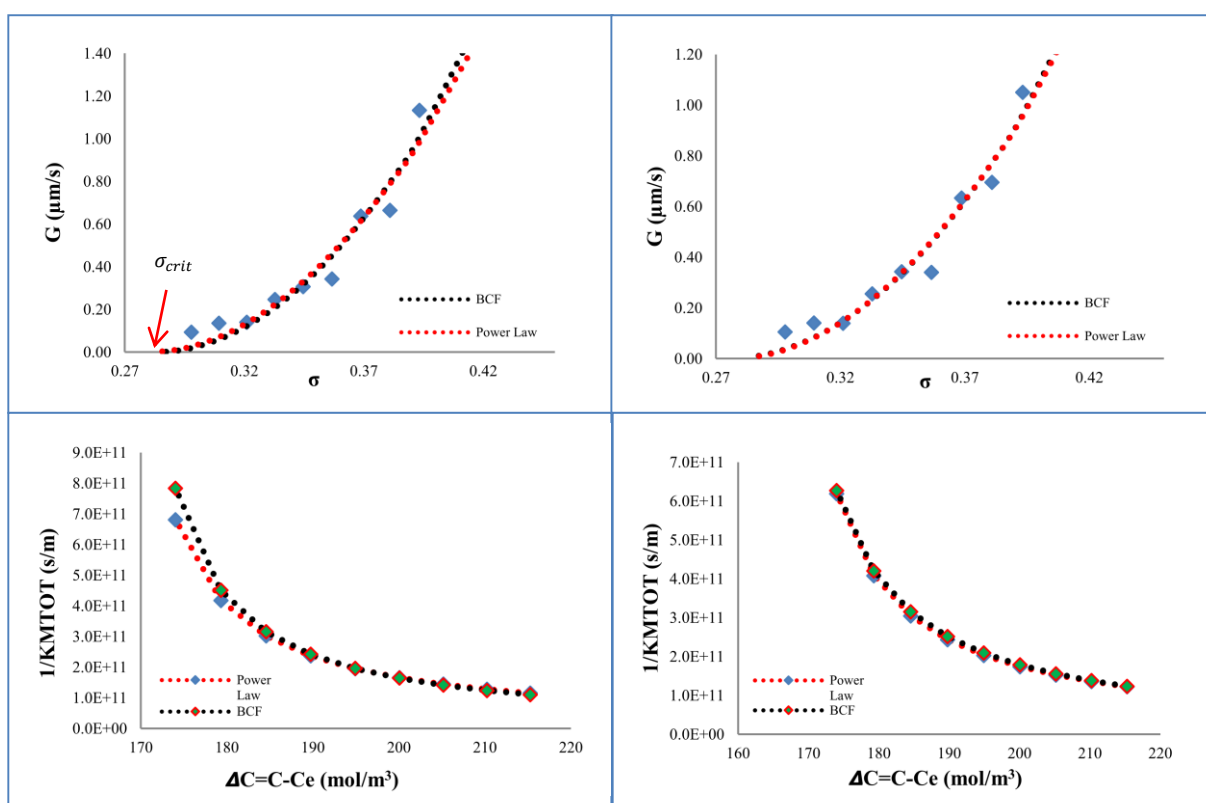 1.40
1.20
1.00
0.80
0.60
0.40
0.20
0.00
G (µm/s)
σcrit
BCF
Power Law
0.27
0.32
0.37
0.42
σ
1.20
1.00
0.80
0.60
0.40
0.20
0.00
G (µm/s)
BCF
Power Law
0.27
0.32
0.37
0.42
σ
9.0E+11
8.0E+11
7.0E+11
6.0E+11
5.0E+11
4.0E+11
3.0E+11
2.0E+11
1.0E+11
0.0E+00
1/KMTOT (s/m)
Power
Law
BCF
170
180
190
200
210
220
ΔC=C-Ce (mol/m³)
7.0E+11
6.0E+11
5.0E+11
4.0E+11
3.0E+11
2.0E+11
1.0E+11
0.0E+00
1/KMTOT (s/m)
Power
Law
BCF
160
170
180
190
200
210
220
ΔC=C-Ce (mol/m³)